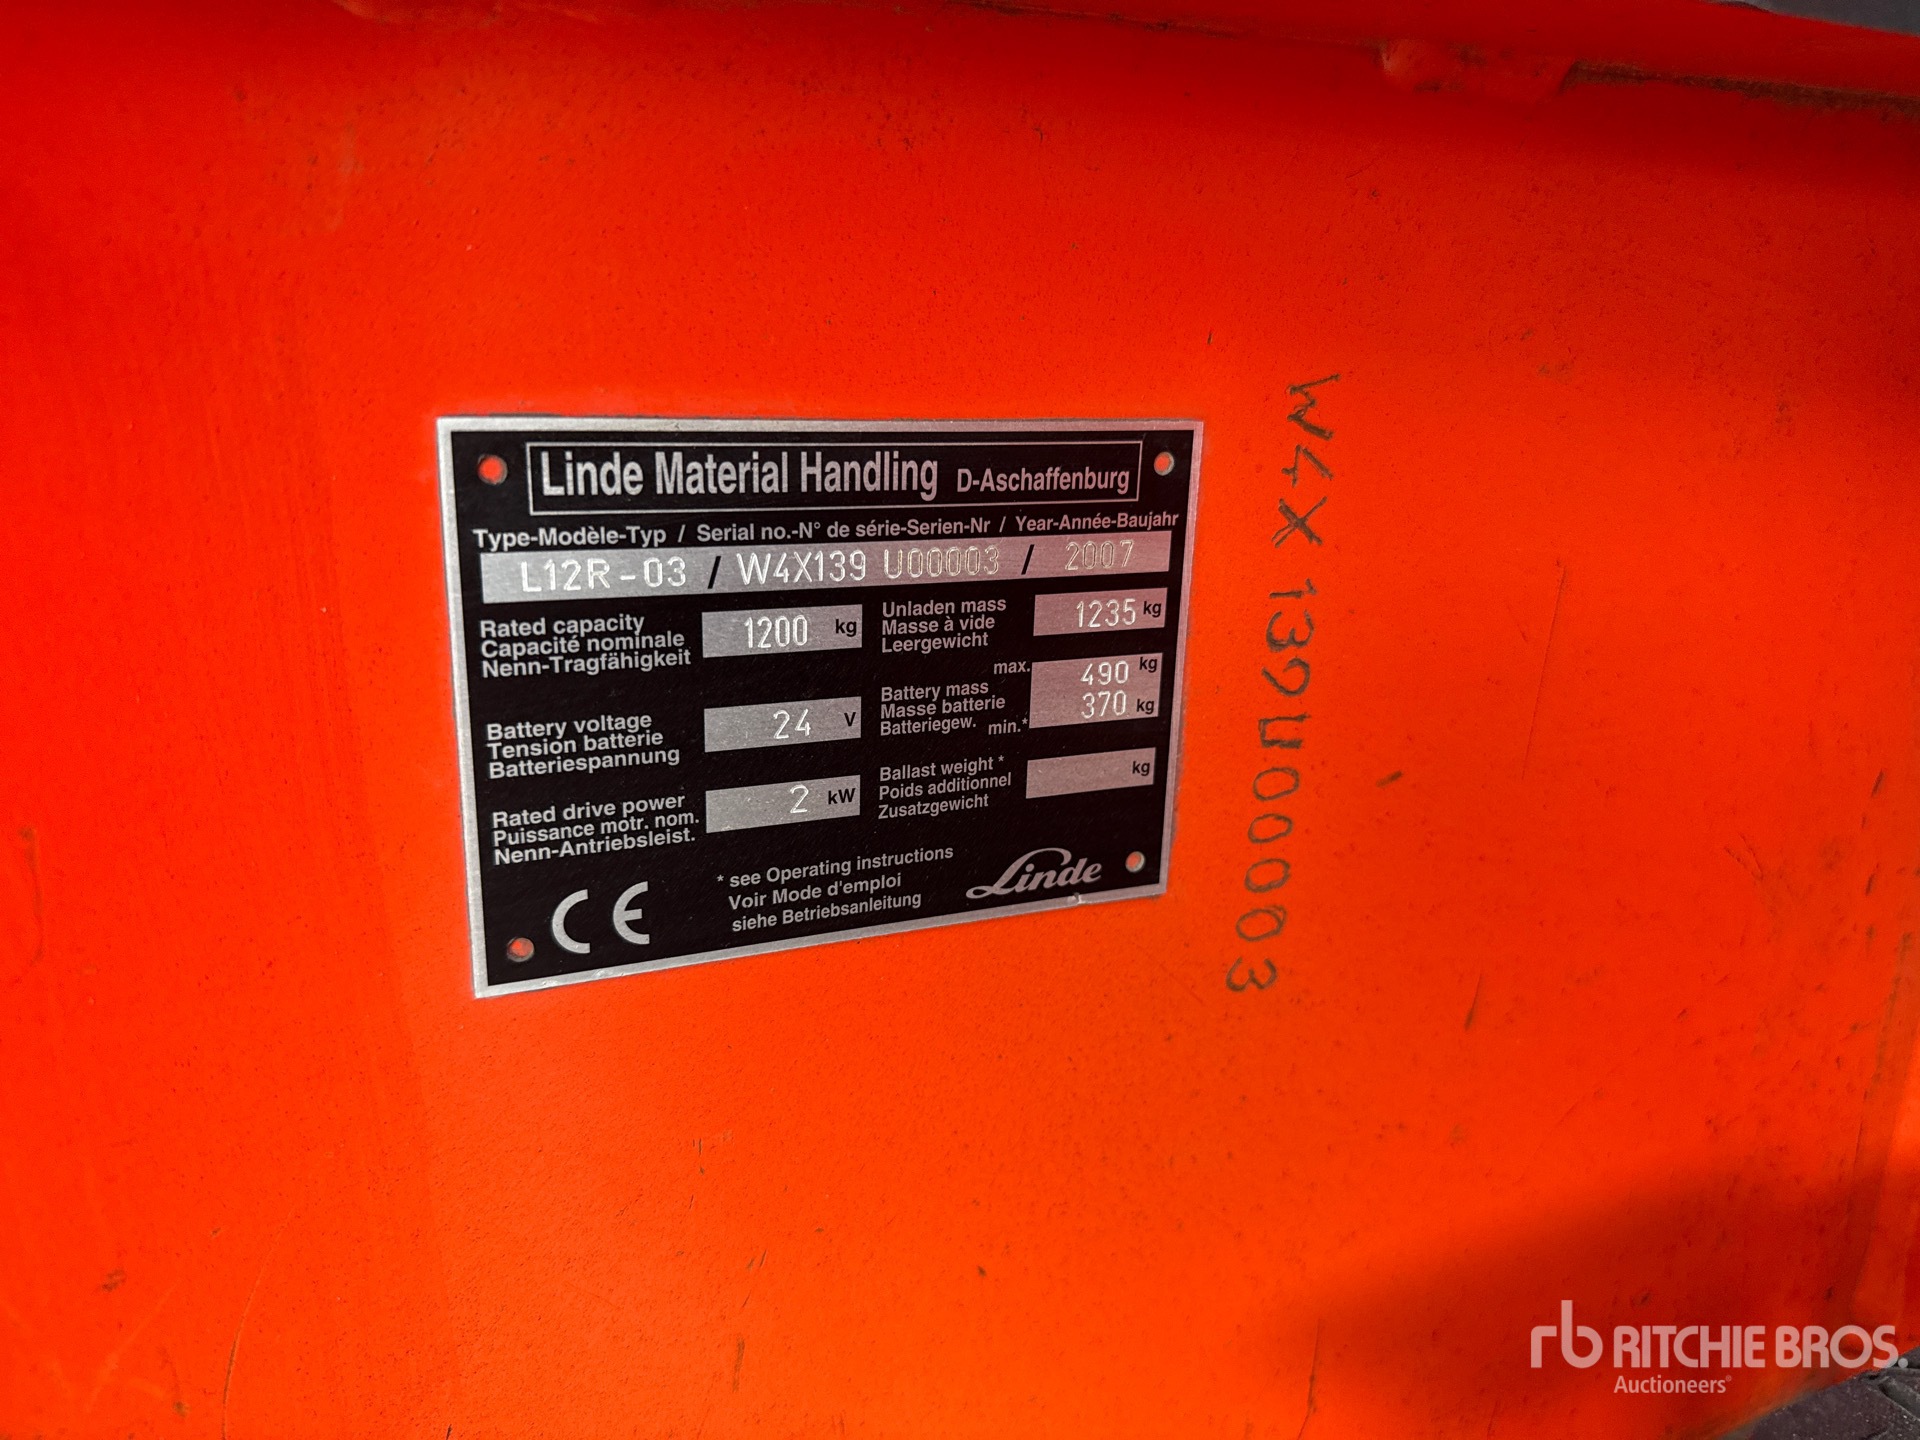 Linde Material Handling D-Aschaffenburg
Type-Modèle-Typ / Serial no.-N° de série-Serien-Nr / Year-Année-Baujahr
L12R-03 / W4X139 U00003 / 2007
Rated capacity
Capacité nominale
Nenn-Tragfähigkeit
1200 kg
Unladen mass
Masse à vide
Leergewicht
1235 kg
Battery voltage
Tension batterie
Batteriespannung
24 V
max.
Battery mass
Masse batterie
Batteriegew. min.*
490 kg
370 kg
Rated drive power
Puissance motr. nom.
Nenn-Antriebsleist.
2 kW
Ballast weight *
Poids additionnel
Zusatzgewicht
kg
CE
* see Operating instructions
Voir Mode d'emploi
siehe Betriebsanleitung
Linde
W4X139U00003
rb RITCHIE BROS.
Auctioneers®